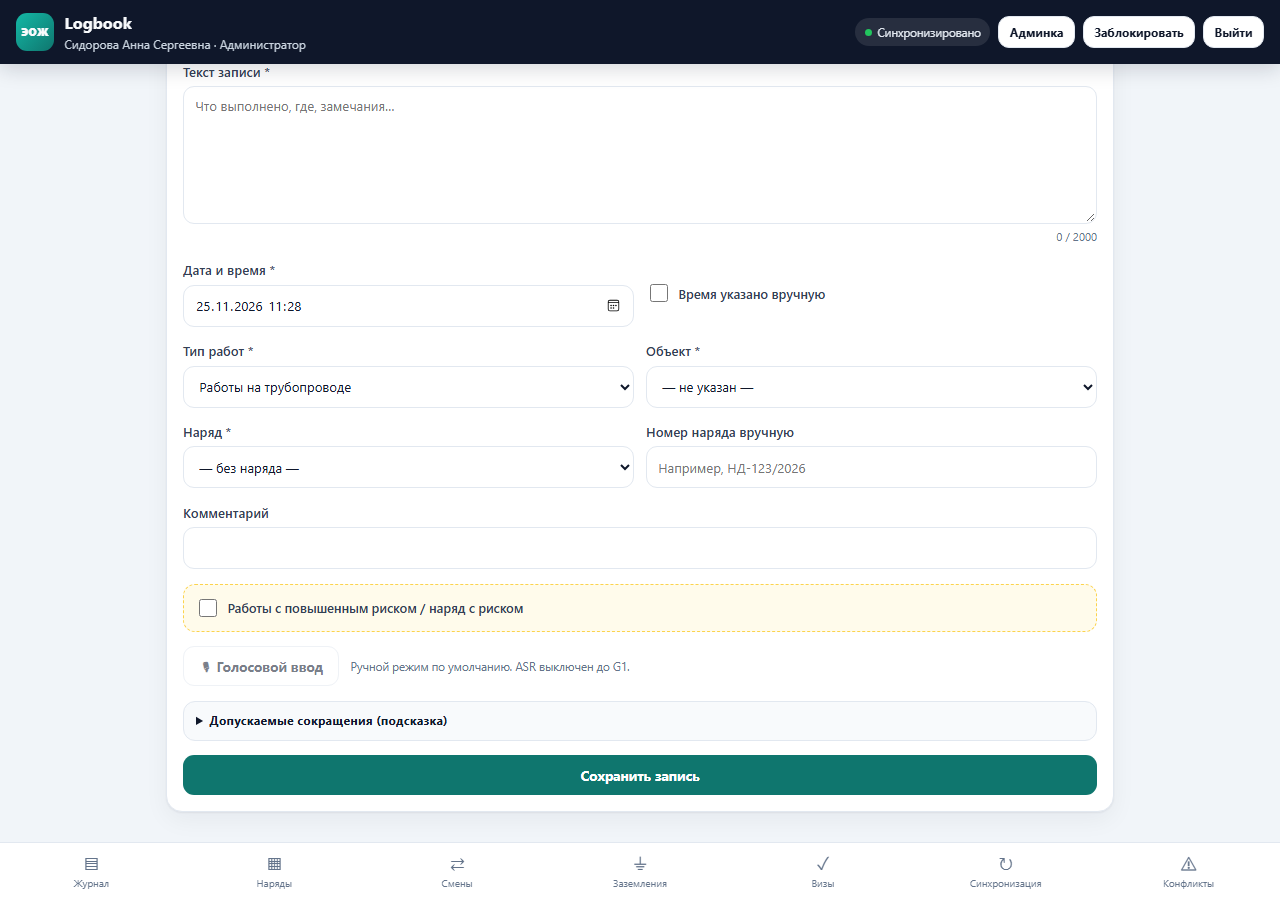 ЭОЖ
Logbook
Сидорова Анна Сергеевна · Администратор
Синхронизировано
Админка
Заблокировать
Выйти
Текст записи *
Что выполнено, где, замечания...
0 / 2000
Дата и время *
25.11.2026 11:28
Время указано вручную
Тип работ *
Объект *
Работы на трубопроводе
— не указан —
Наряд *
Номер наряда вручную
— без наряда —
Например, НД-123/2026
Комментарий
Работы с повышенным риском / наряд с риском
Голосовой ввод
Ручной режим по умолчанию. ASR выключен до G1.
Допускаемые сокращения (подсказка)
Сохранить запись
Журнал
Наряды
Смены
Заземления
Визы
Синхронизация
Конфликты